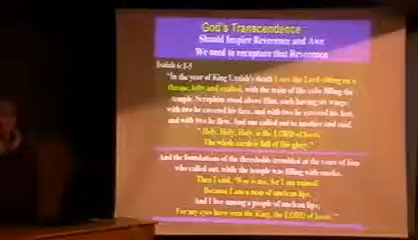 God's Transcendence
Should Inspire Reverence and Awe
We need to recapture that Reverence
Isaiah 6:1-5
"In the year of King Uzziah's death I saw the Lord sitting on a
throne, lofty and exalted, with the train of His robe filling the
temple. Seraphim stood above Him, each having six wings:
with two he covered his face, and with two he covered his feet,
and with two he flew. And one called out to another and said,
"Holy, Holy, Holy, is the LORD of hosts,
The whole earth is full of His glory."
And the foundations of the thresholds trembled at the voice of him
who called out, while the temple was filling with smoke.
Then I said, "Woe is me, for I am ruined!
Because I am a man of unclean lips,
And I live among a people of unclean lips;
For my eyes have seen the King, the LORD of hosts."